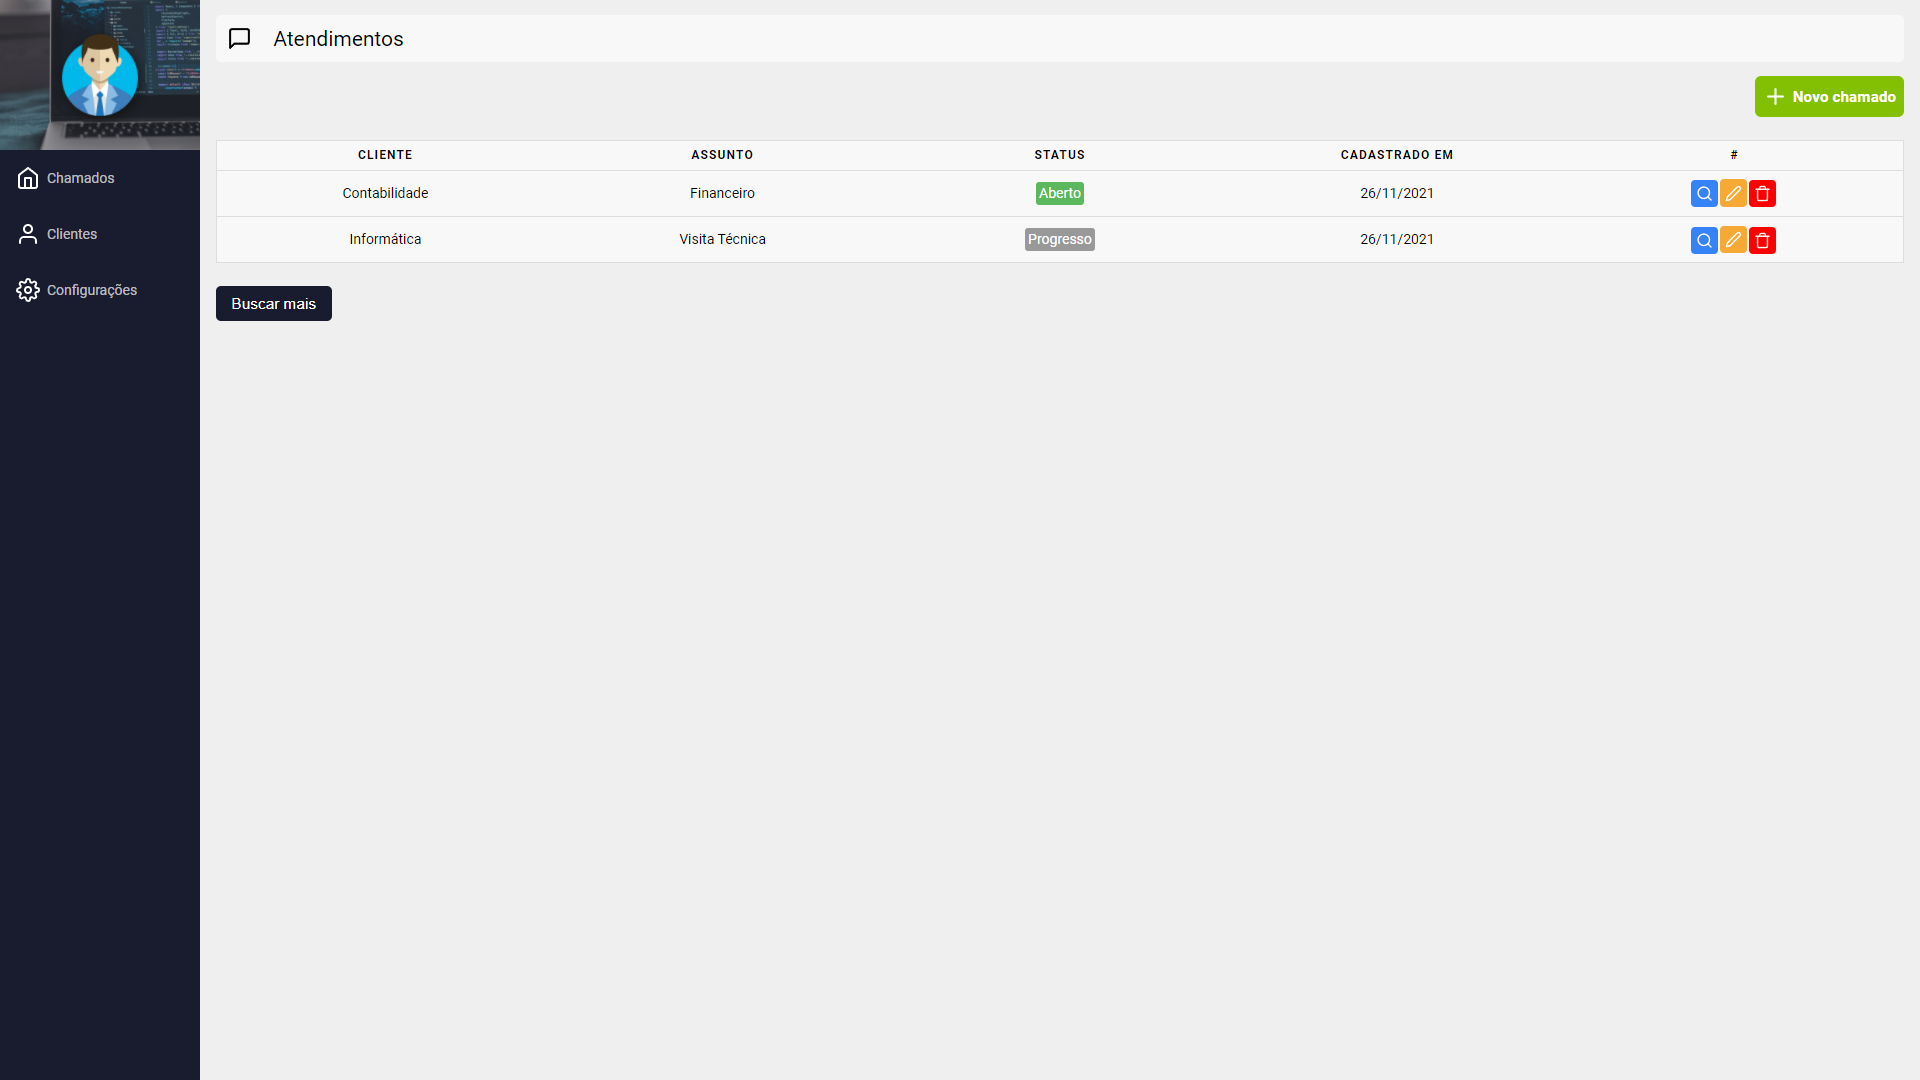 Atendimentos
Novo chamado
Chamados
Clientes
Configurações
CLIENTE ASSUNTO STATUS CADASTRADO EM #
Contabilidade Financeiro Aberto 26/11/2021
Informática Visita Técnica Progresso 26/11/2021
Buscar mais